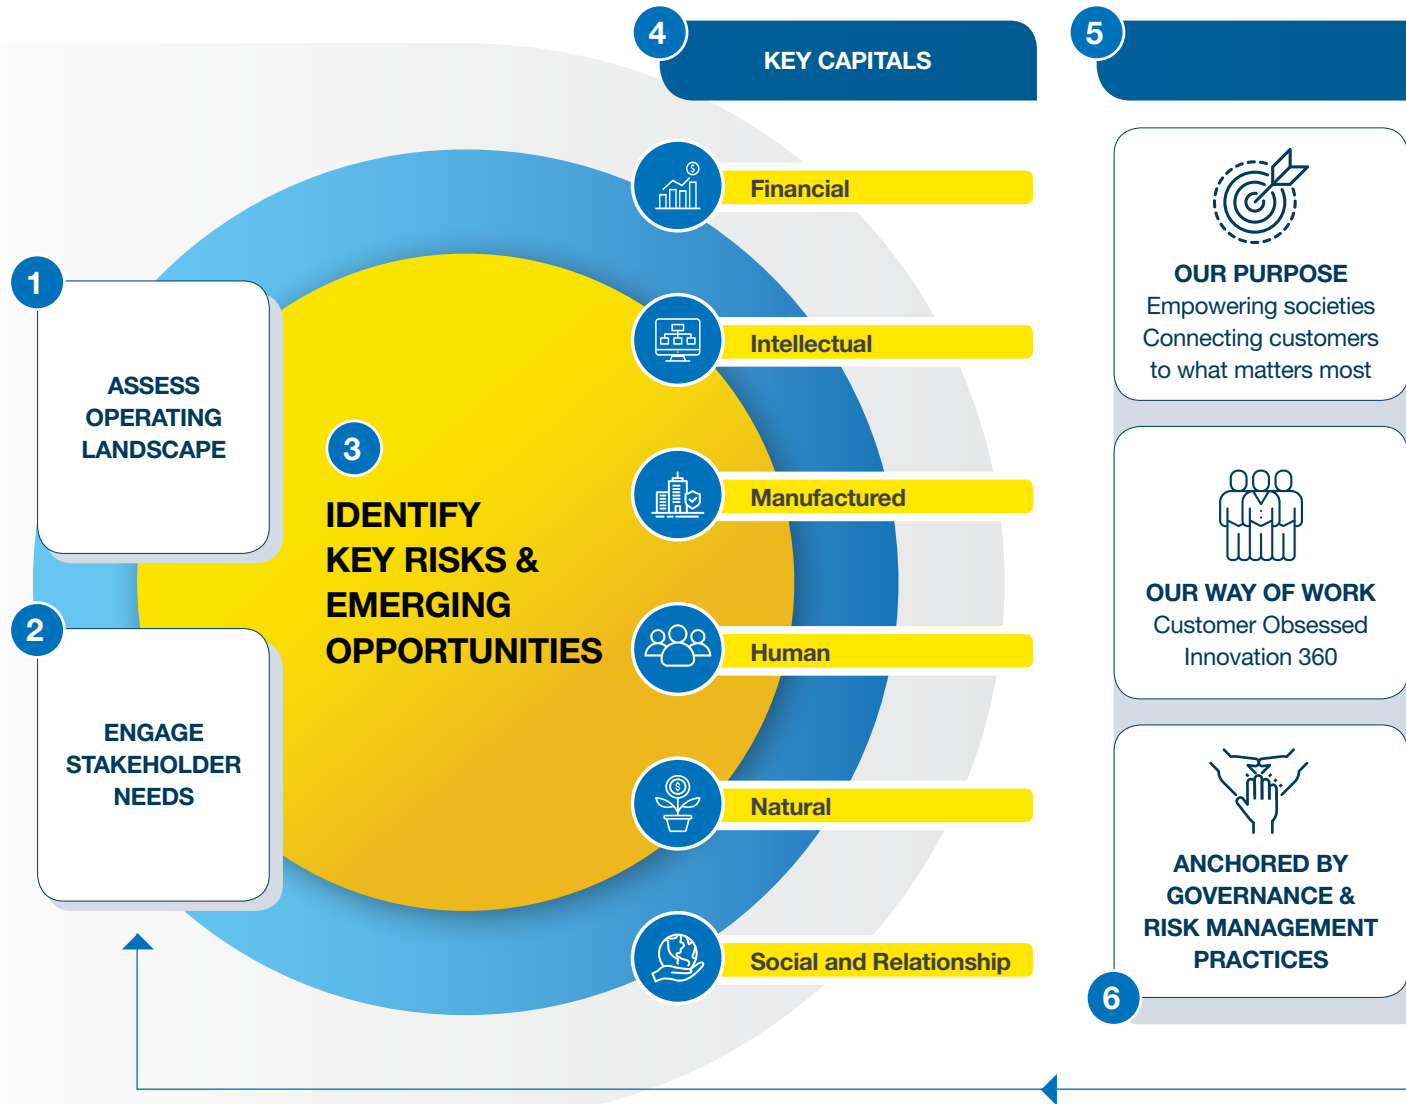 1
ASSESS
OPERATING
LANDSCAPE
2
ENGAGE
STAKEHOLDER
NEEDS
3
IDENTIFY
KEY RISKS &
EMERGING
OPPORTUNITIES
4
KEY CAPITALS
$
Financial
Intellectual
Manufactured
Human
$
Natural
Social and Relationship
5
OUR PURPOSE
Empowering societies
Connecting customers
to what matters most
OUR WAY OF WORK
Customer Obsessed
Innovation 360
ANCHORED BY
GOVERNANCE &
RISK MANAGEMENT
PRACTICES
6